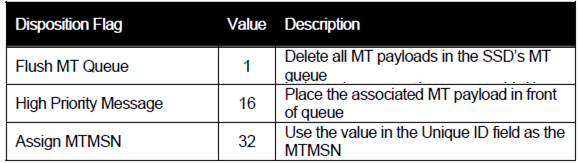 Disposition Flag Value Description
Flush MT Queue 1 Delete all MT payloads in the SSD's MT
queue
High Priority Message 16 Place the associated MT payload in front
of queue
Assign MTMSN 32 Use the value in the Unique ID field as the
MTMSN